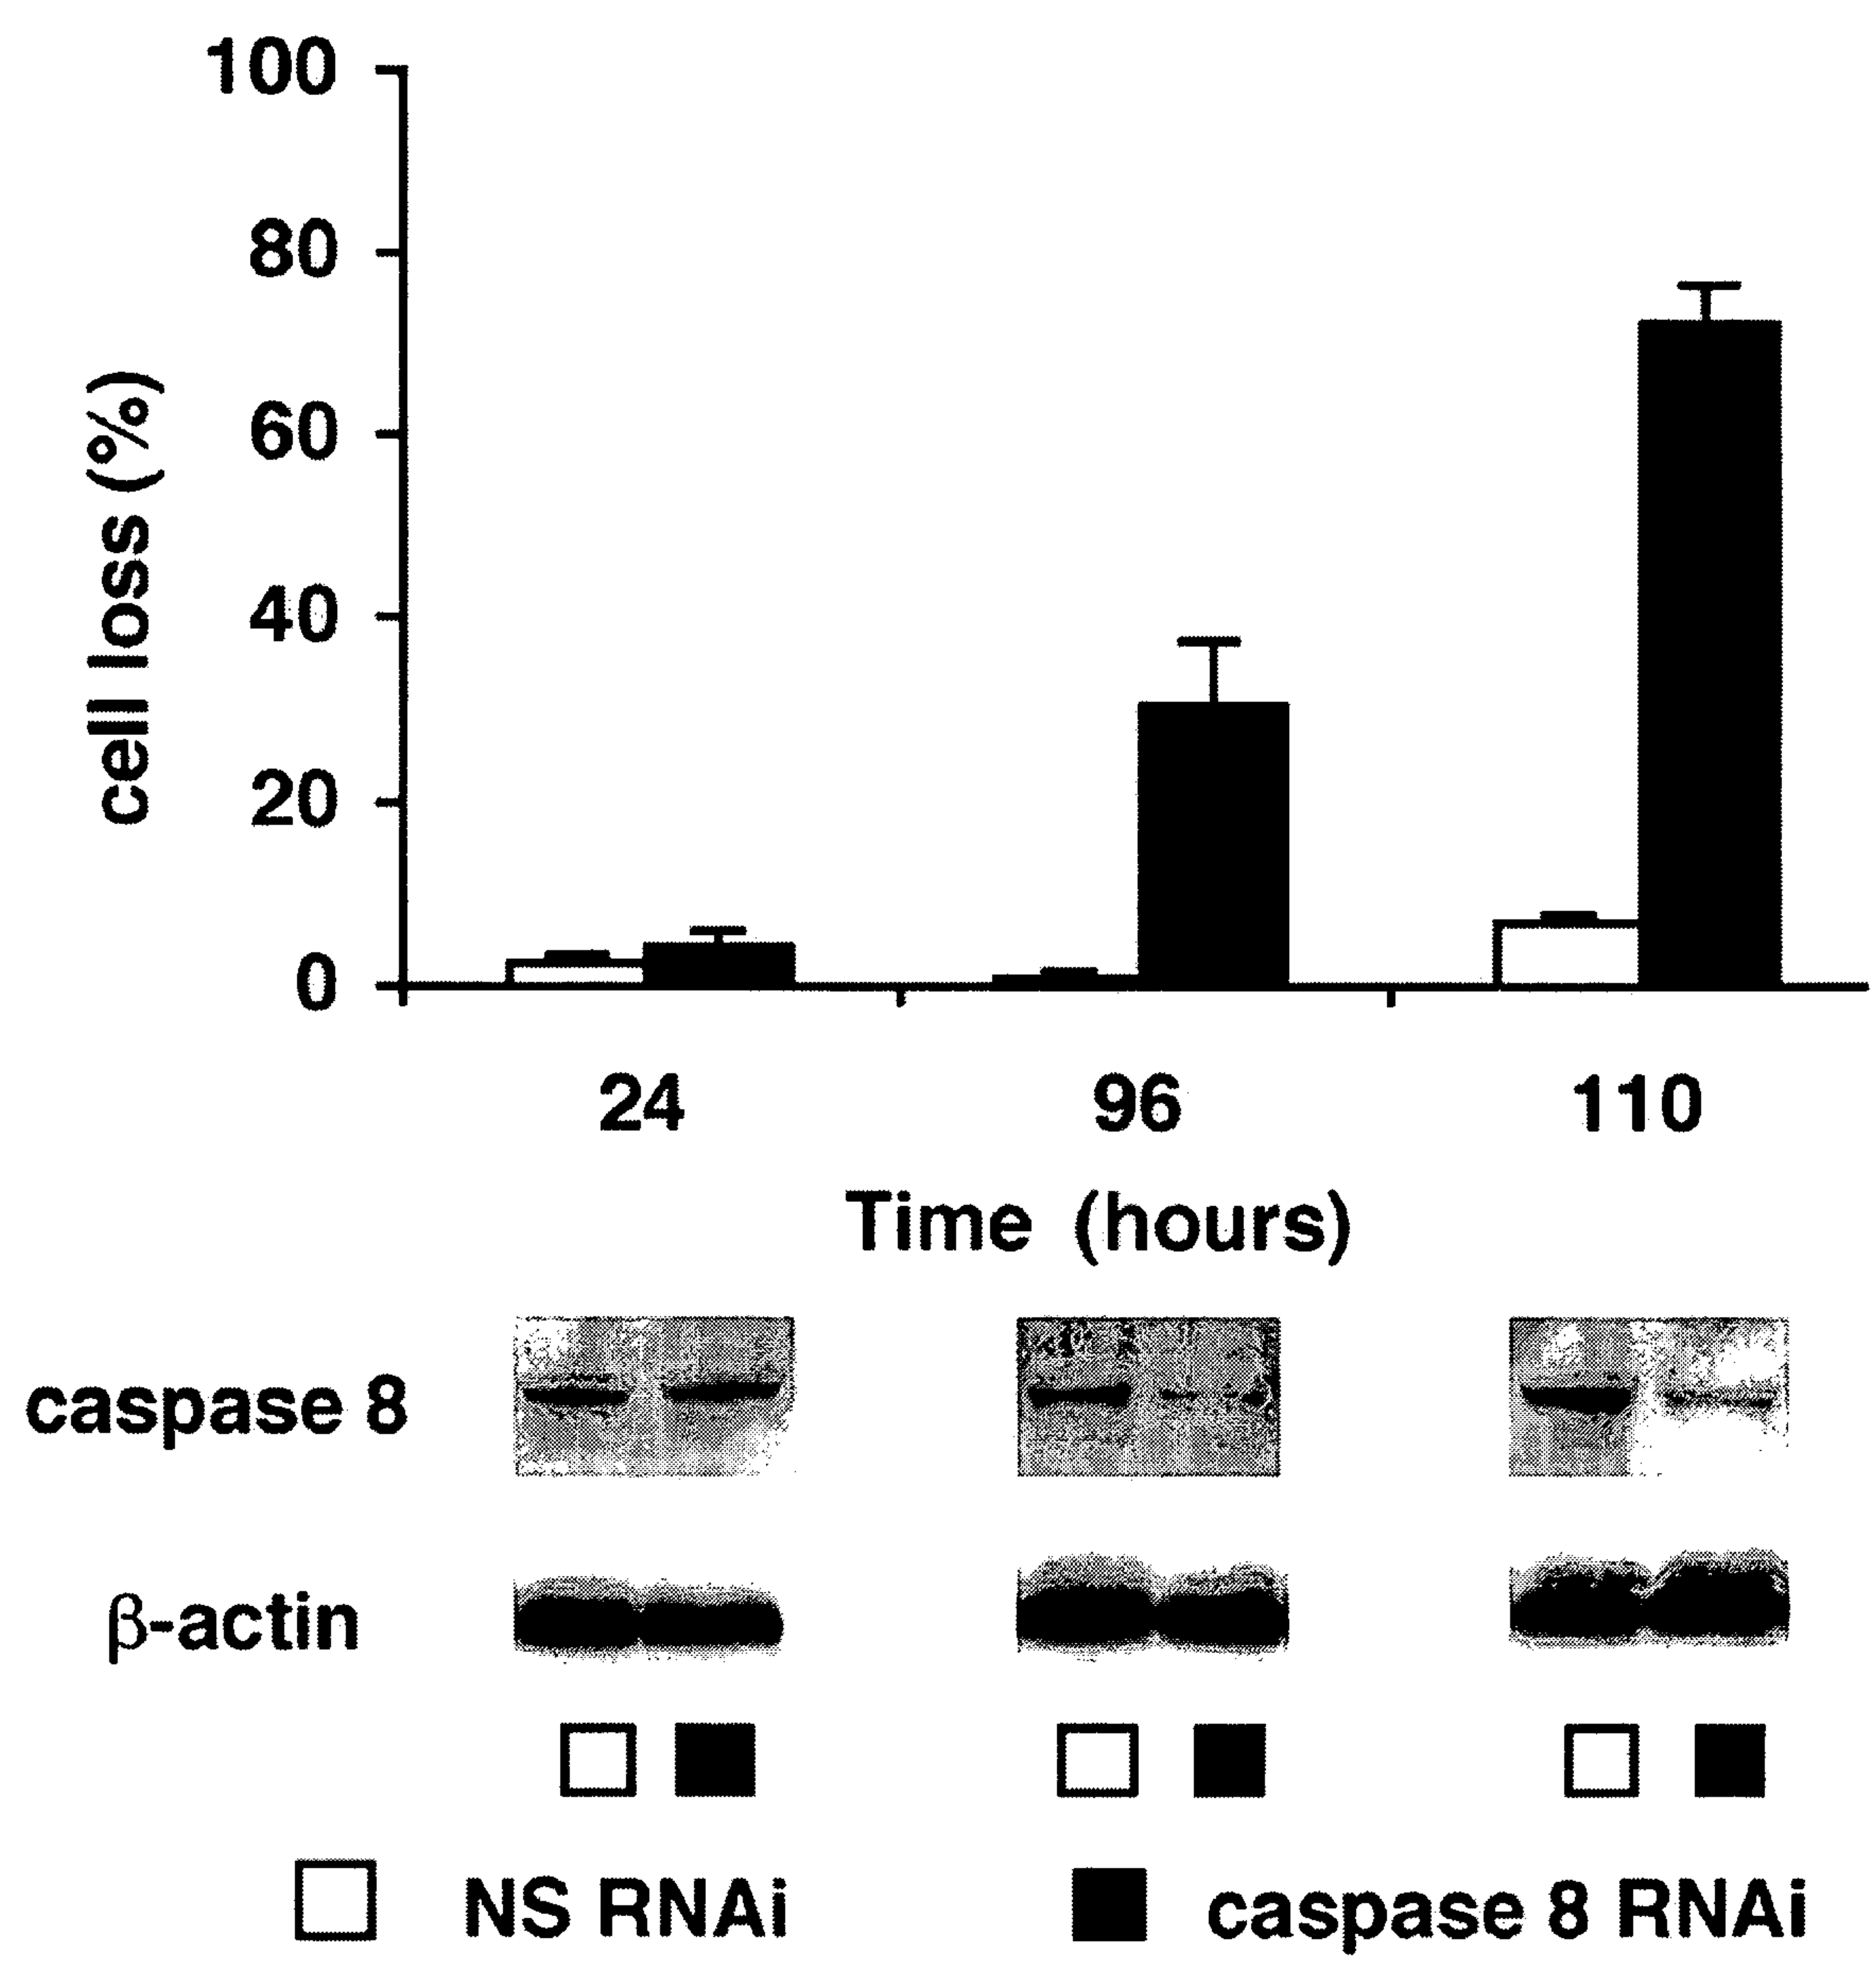 100
80
60
40
20
0
cell loss (%)
24 96 110
Time (hours)
caspase 8
β-actin
NS RNAi caspase 8 RNAi